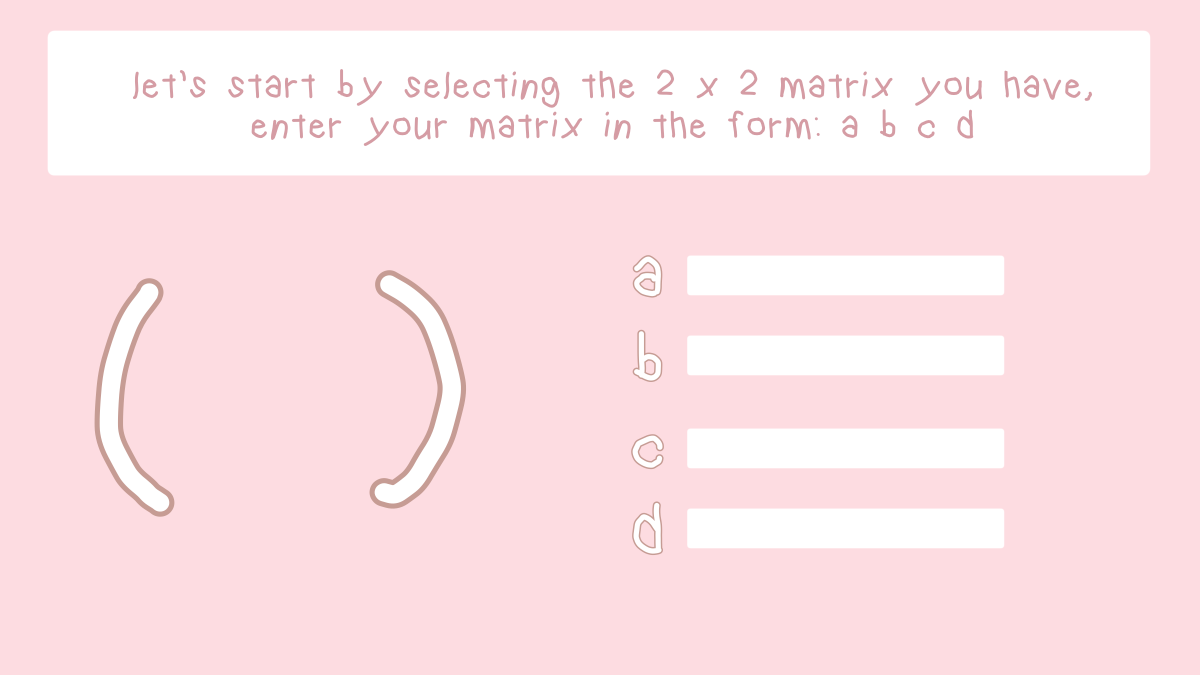 let's start by selecting the 2 x 2 matrix you have,
enter your matrix in the form: a b c d
a
b
c
d